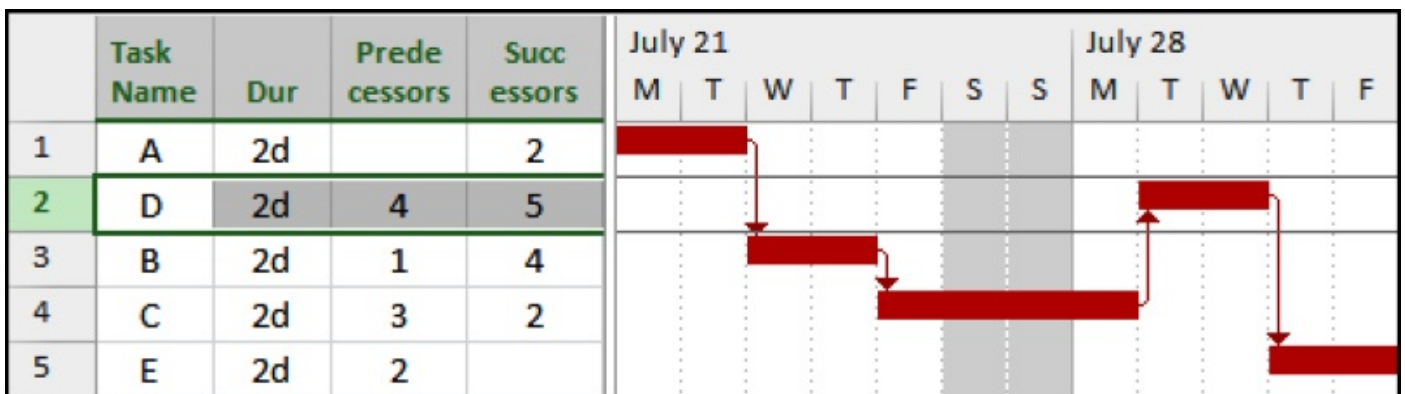 Task Name Dur Prede cessors Succ essors July 21 July 28
M T W T F S S M T W T F
1 A 2d 2
2 D 2d 4 5
3 B 2d 1 4
4 C 2d 3 2
5 E 2d 2